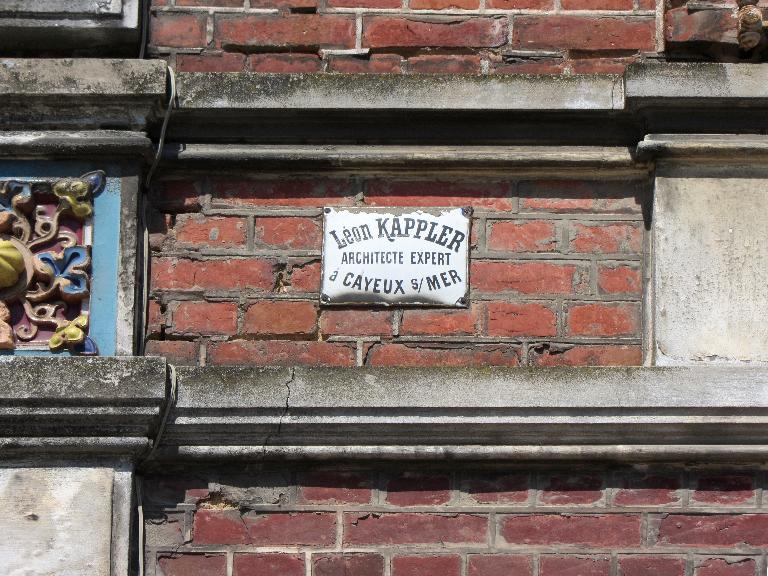 Léon KAPPLER
ARCHITECTE EXPERT
à CAYEUX S/MER